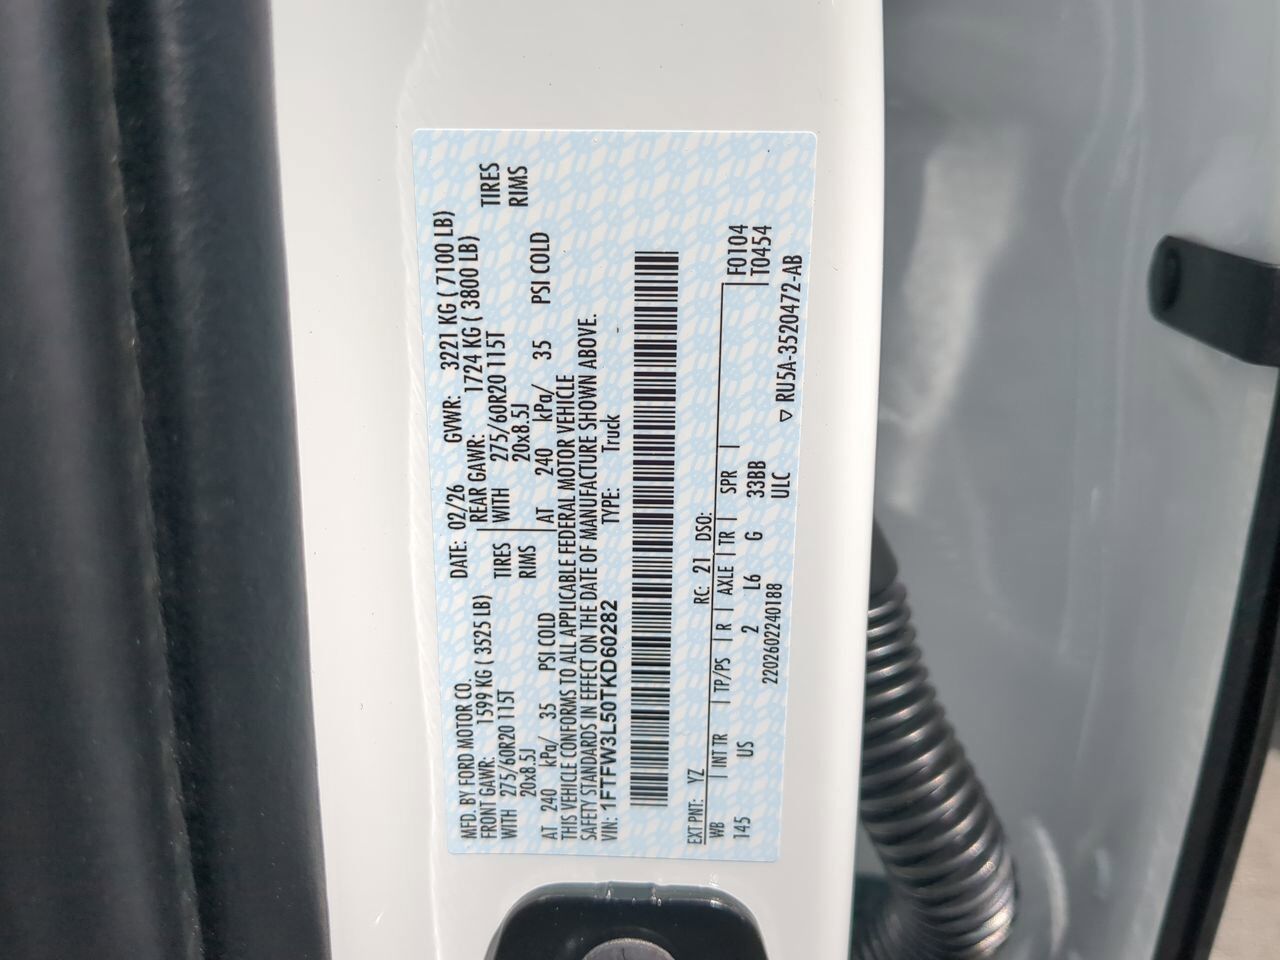 MFD. BY FORD MOTOR CO. DATE: 02/26 GVWR: 3221 KG ( 7100 LB)
FRONT GAWR: 1599 KG ( 3525 LB) REAR GAWR: 1724 KG ( 3800 LB)
WITH 275/60R20 115T TIRES WITH 275/60R20 115T TIRES
20x8.5J RIMS 20x8.5J RIMS
AT 240 kPa/ 35 PSI COLD AT 240 kPa/ 35 PSI COLD
THIS VEHICLE CONFORMS TO ALL APPLICABLE FEDERAL MOTOR VEHICLE
SAFETY STANDARDS IN EFFECT ON THE DATE OF MANUFACTURE SHOWN ABOVE.
VIN: 1FTFW3L50TKD60282 TYPE: Truck
EXT PNT: YZ RC: 21 DSO:
WB INT TR TP/PS R AXLE TR SPR F0104
145 US 2 L6 G 33BB T0454
2202602240188 ULC
▽ RU5A-3520472-AB